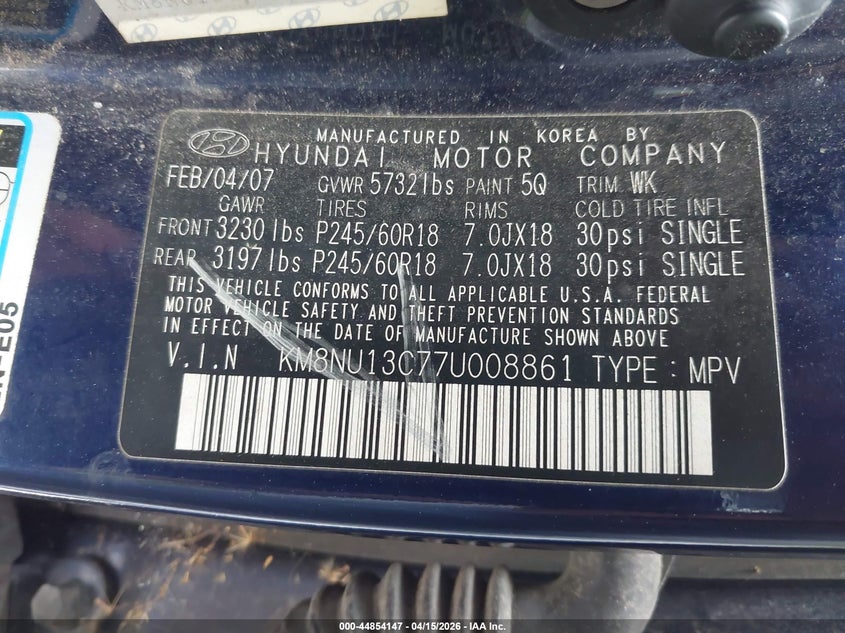 MANUFACTURED IN KOREA BY
HYUNDAI MOTOR COMPANY
FEB/04/07 GVWR 5732lbs PAINT 5Q TRIM WK
GAWR TIRES RIMS COLD TIRE INFL
FRONT 3230 lbs P245/60R18 7.0JX18 30psi SINGLE
REAR 3197 lbs P245/60R18 7.0JX18 30psi SINGLE
THIS VEHICLE CONFORMS TO ALL APPLICABLE U.S.A. FEDERAL
MOTOR VEHICLE SAFETY AND THEFT PREVENTION STANDARDS
IN EFFECT ON THE DATE OF MANUFACTURE SHOWN ABOVE
V.I.N KM8NU13C77U008861 TYPE : MPV
000-44854147 - 04/15/2026 - IAA, Inc.